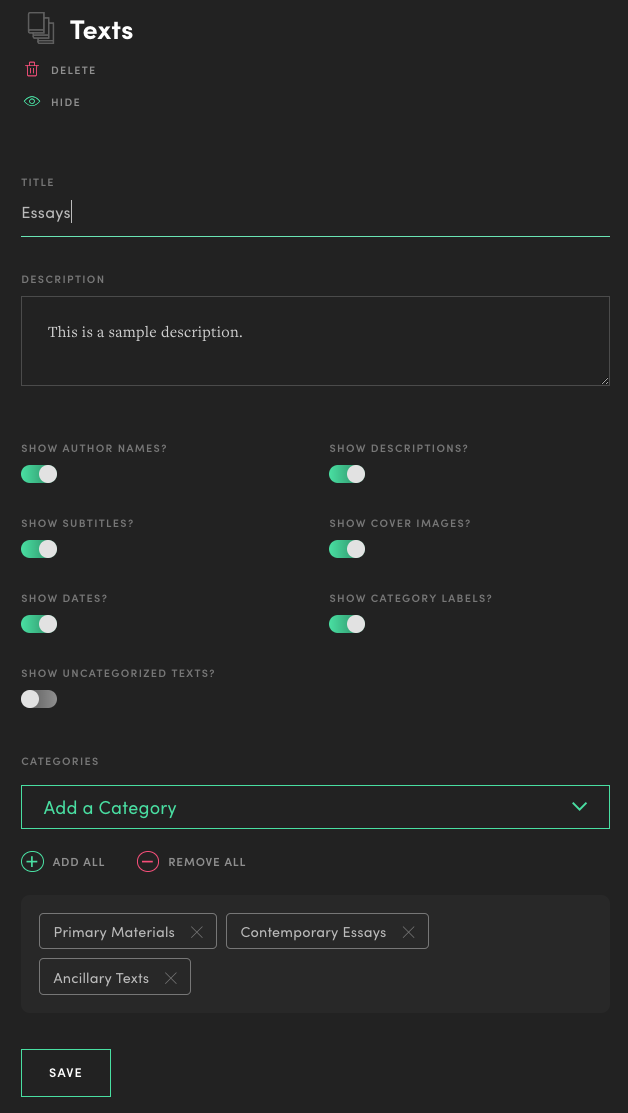 Texts
DELETE
HIDE
TITLE
Essays
DESCRIPTION
This is a sample description.
SHOW AUTHOR NAMES? SHOW DESCRIPTIONS?
SHOW SUBTITLES? SHOW COVER IMAGES?
SHOW DATES? SHOW CATEGORY LABELS?
SHOW UNCATEGORIZED TEXTS?
CATEGORIES
Add a Category
ADD ALL REMOVE ALL
Primary Materials Contemporary Essays
Ancillary Texts
SAVE